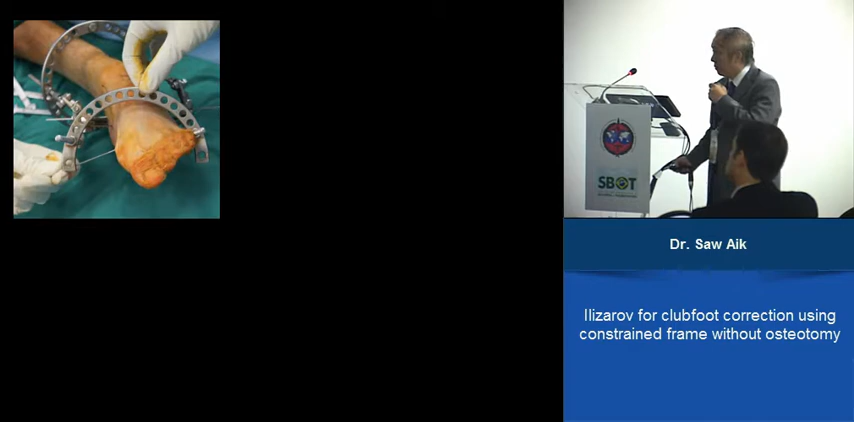 SBOT
Dr. Saw Aik
Ilizarov for clubfoot correction using
constrained frame without osteotomy